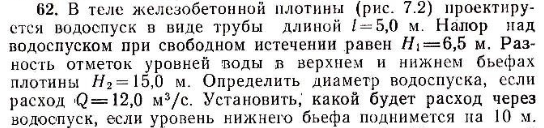 62. В теле железобетонной плотины (рис. 7.2) проектиру-
ется водоспуск в виде трубы длиной l=5,0 м. Напор над
водоспуском при свободном истечении равен H₁=6,5 м. Раз-
ность отметок уровней воды в верхнем и нижнем бьефах
плотины H₂=15,0 м. Определить диаметр водоспуска, если
расход Q=12,0 м³/с. Установить, какой будет расход через
водоспуск, если уровень нижнего бьефа поднимется на 10 м.